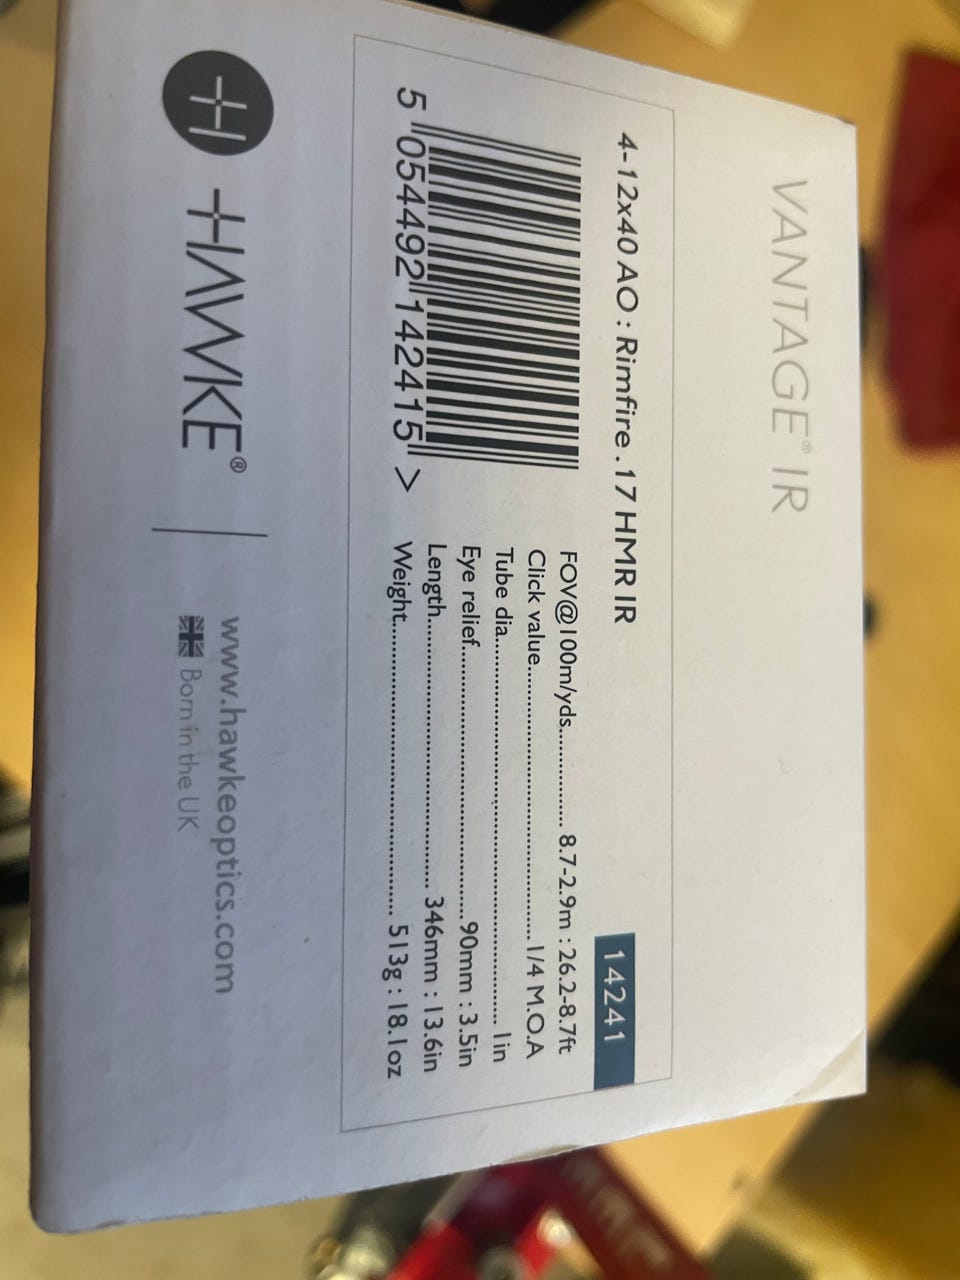 VANTAGE® IR
4-12x40 AO : Rimfire .17 HMR IR
14241
5 054492 142415 >
FOV@100m/yds............. 8.7-2.9m : 26.2-8.7ft
Click value........................................ 1/4 M.O.A
Tube dia....................................................... 1in
Eye relief........................................ 90mm : 3.5in
Length........................................ 346mm : 13.6in
Weight........................................... 513g : 18.1oz
HAWKE®
www.hawkeoptics.com
Born in the UK